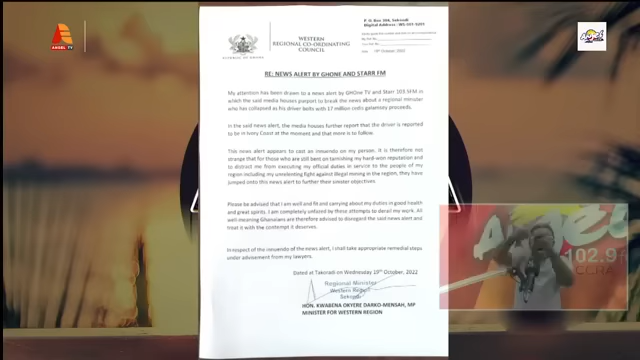 ANGEL TV
WESTERN
REGIONAL CO-ORDINATING
COUNCIL
P. O. Box 304, Sekondi
RE: NEWS ALERT BY GHONE AND STARR FM
My attention has been drawn to a news alert by GHOne TV and Starr 103.5FM in
which the said media houses purport to break the news about a regional minister
who has collapsed as his driver bolts with 17 million cedis galamsey proceeds.
In the said news alert, the media houses further report that the driver is reported
to be in Ivory Coast at the moment and that more is to follow.
This news alert appears to cast an innuendo on my person. It is therefore not
strange that for those who are still bent on tarnishing my hard-won reputation and
to distract from executing my official duties in service to the people of my
region including my unrelenting fight against illegal mining in the region, they have
jumped onto this news alert to further their sinister objectives.
Please be advised that I am well and fit and carrying about my duties in good health
and great spirits. I am completely unfazed by these attempts to derail my work. All
well-meaning Ghanaians are therefore advised to disregard the said news alert and
treat it with the contempt it deserves.
In respect of the innuendo of the news alert, I shall take appropriate remedial steps
under advisement from my lawyers.
Dated at Takoradi on Wednesday 19th October, 2022
Regional Minister
Western Region
Sekondi
HON. KWABENA OKYERE DARKO-MENSAH, MP
MINISTER FOR WESTERN REGION
102.9